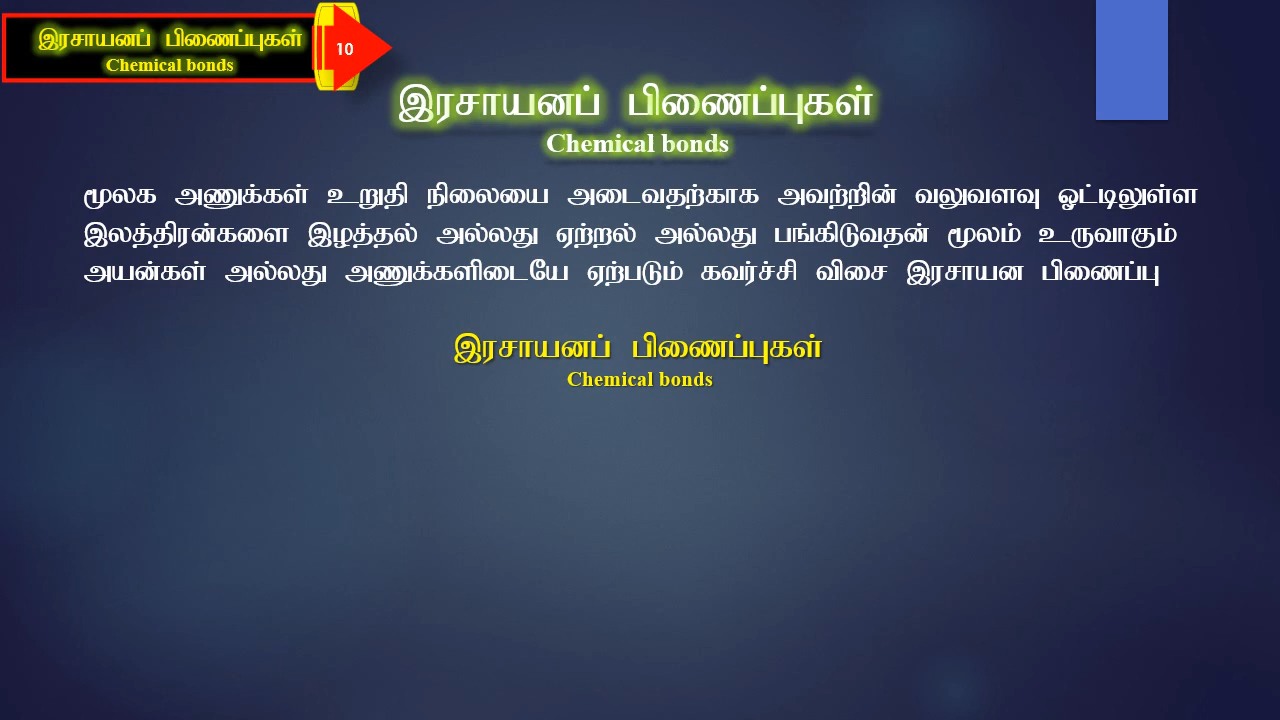 இரசாயனப் பிணைப்புகள்
Chemical bonds
10
இரசாயனப் பிணைப்புகள்
Chemical bonds
மூலக அணுக்கள் உறுதி நிலையை அடைவதற்காக அவற்றின் வலுவளவு ஓட்டிலுள்ள
இலத்திரன்களை இழத்தல் அல்லது ஏற்றல் அல்லது பங்கிடுவதன் மூலம் உருவாகும்
அயன்கள் அல்லது அணுக்களிடையே ஏற்படும் கவர்ச்சி விசை இரசாயன பிணைப்பு
இரசாயனப் பிணைப்புகள்
Chemical bonds